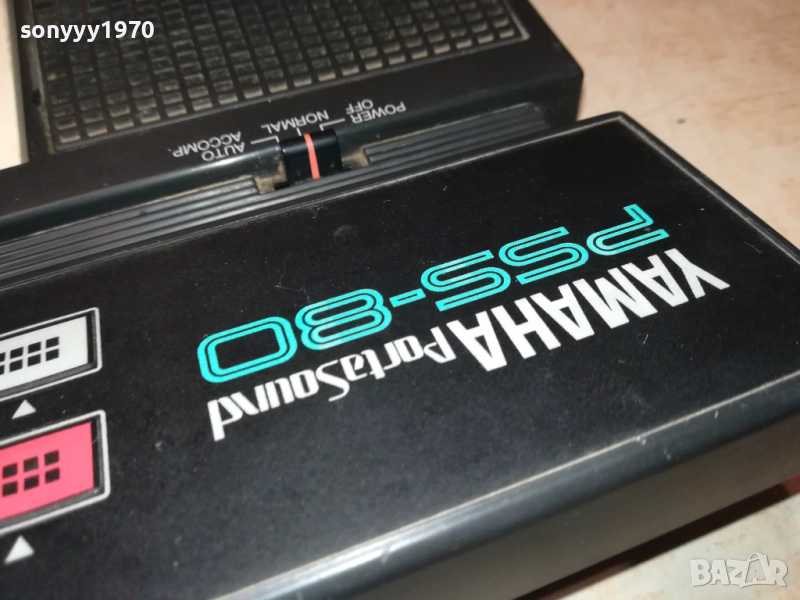 sonyyy1970
POWER
OFF
NORMAL
AUTO
ACCOMP.
PSS-80
YAMAHA PortaSound
BAZAR